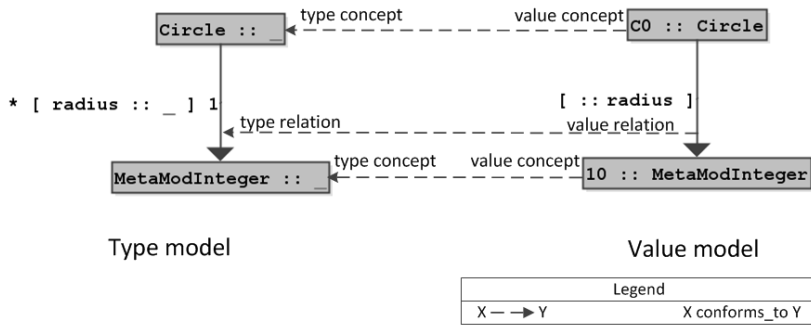 type concept value concept
Circle :: _ C0 :: Circle
* [ radius :: _ ] 1 [ :: radius ]
type relation value relation
type concept value concept
MetaModInteger :: _ 10 :: MetaModInteger
Type model Value model
Legend
X Y X conforms_to Y